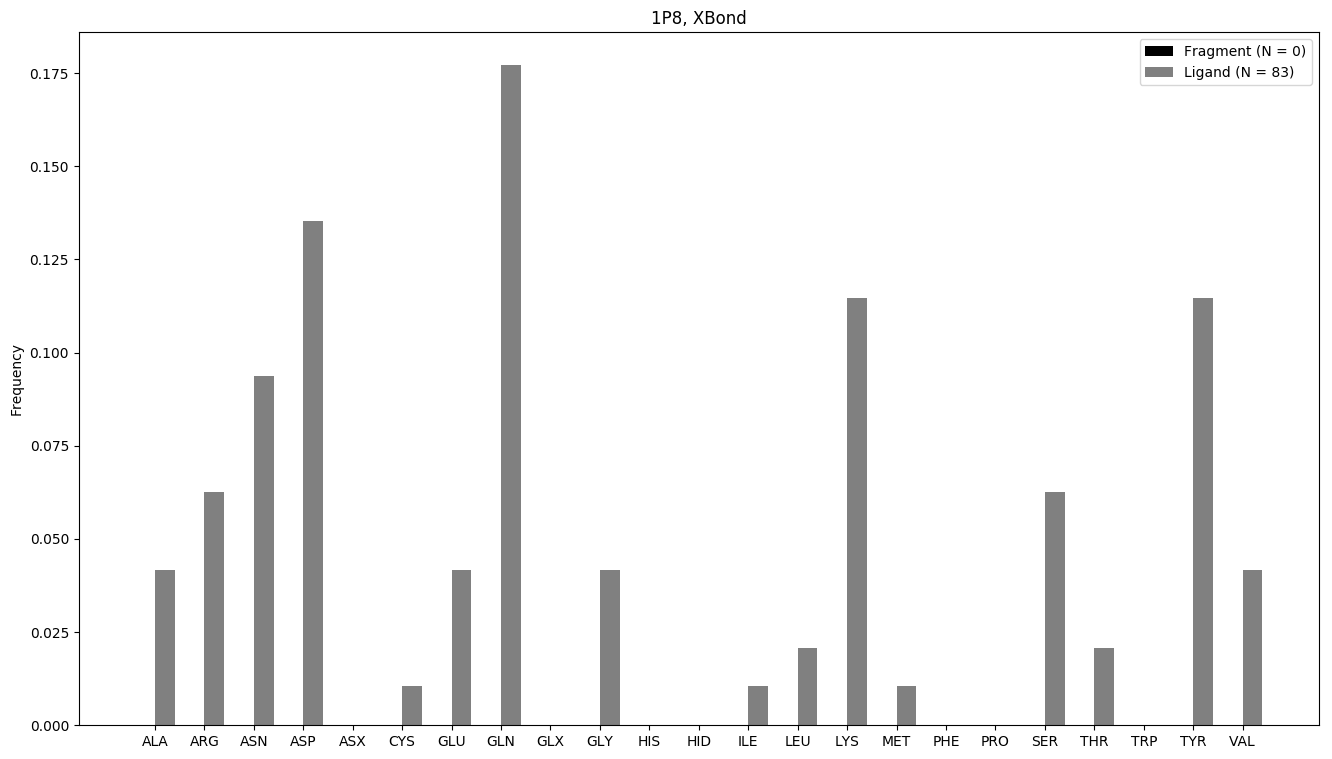 1P8, XBond
Fragment (N = 0)
Ligand (N = 83)
Frequency
0.175
0.150
0.125
0.100
0.075
0.050
0.025
0.000
ALA ARG ASN ASP ASX CYS GLU GLN GLX GLY HIS HID ILE LEU LYS MET PHE PRO SER THR TRP TYR VAL